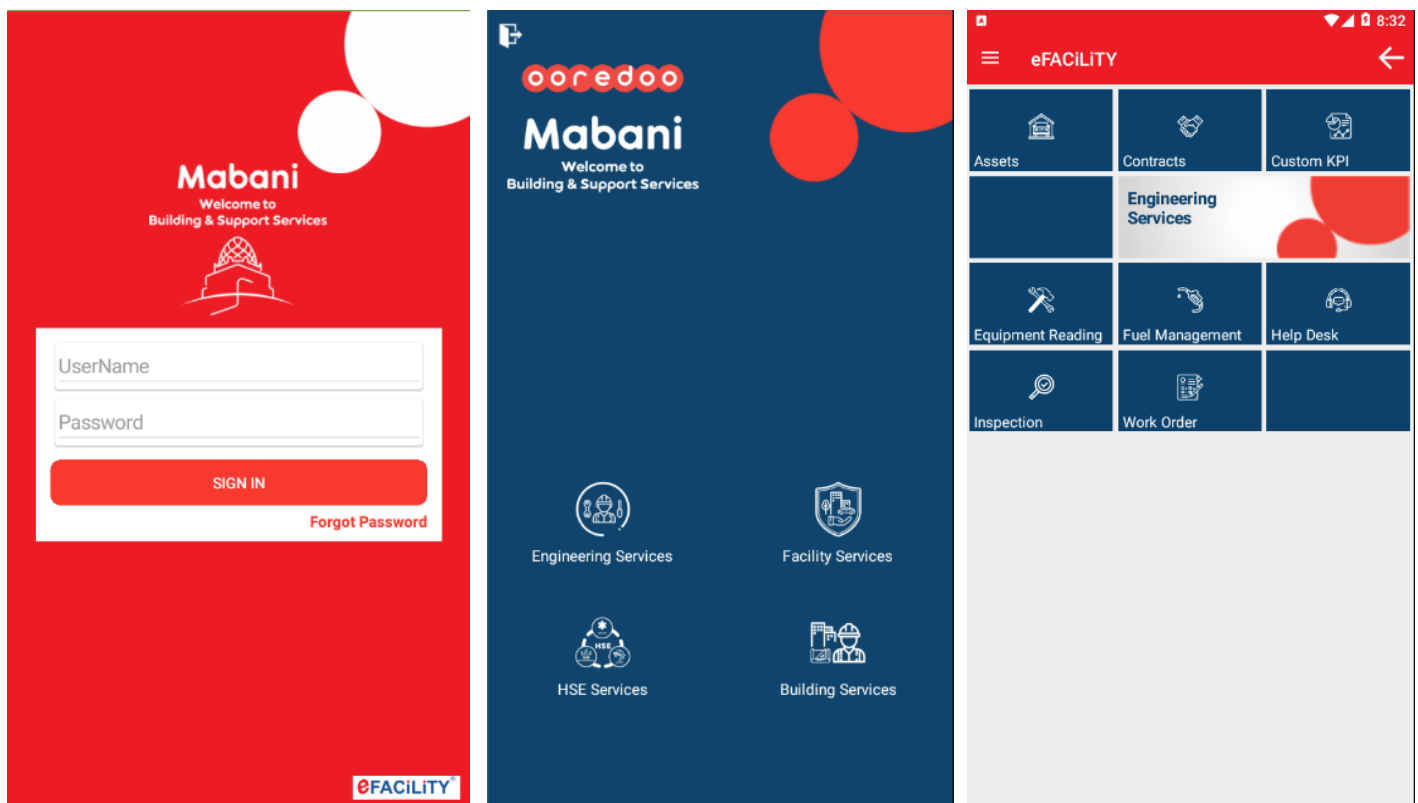 Mabani
Welcome to
Building & Support Services
UserName
Password
SIGN IN
Forgot Password
eFACiLiTY®
ooredoo
Mabani
Welcome to
Building & Support Services
Engineering Services
Facility Services
HSE
HSE Services
Building Services
8:32
eFACiLiTY
Assets
Contracts
Custom KPI
Engineering
Services
Equipment Reading
Fuel Management
Help Desk
Inspection
Work Order